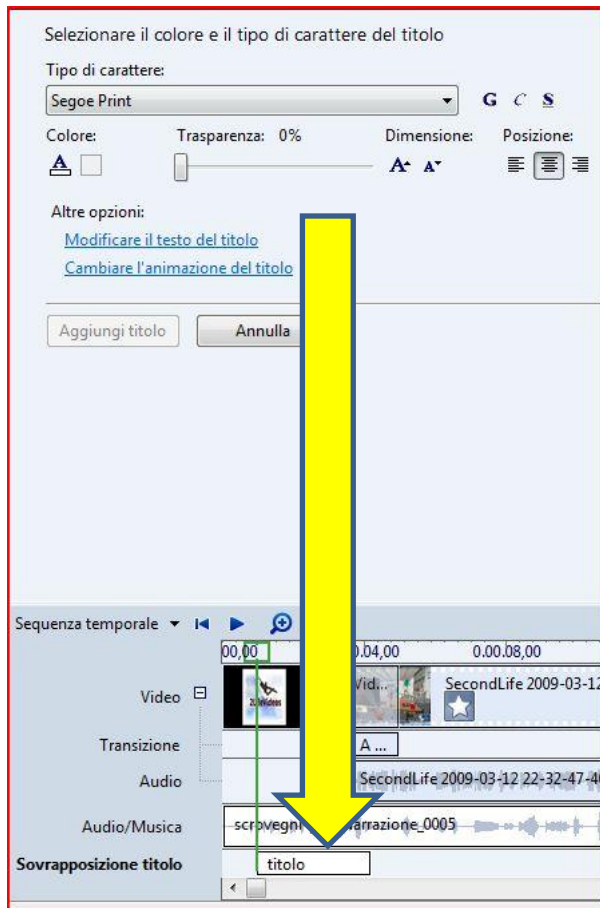 Selezionare il colore e il tipo di carattere del titolo
Tipo di carattere:
Segoe Print
G C S
Colore: Trasparenza: 0% Dimensione: Posizione:
A A A
Altre opzioni:
Modificare il testo del titolo
Cambiare l'animazione del titolo
Aggiungi titolo Annulla
Sequenza temporale
00,00 0.04,00 0.00.08,00
Video Vid... SecondLife 2009-03-12
Transizione A ...
Audio SecondLife 2009-03-12 22-32-47-4
Audio/Musica scrovegni arrazione_0005
Sovrapposizione titolo titolo